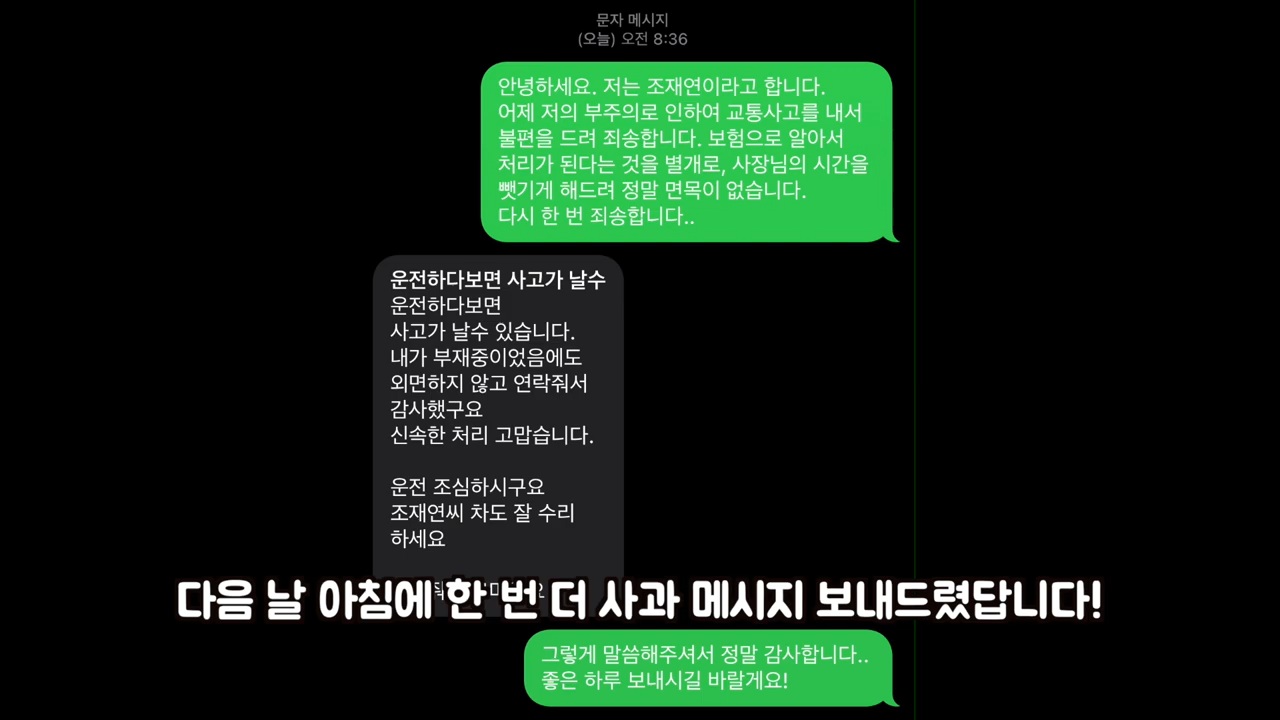 문자 메시지
(오늘) 오전 8:36
안녕하세요. 저는 조재연이라고 합니다.
어제 저의 부주의로 인하여 교통사고를 내서
불편을 드려 죄송합니다. 보험으로 알아서
처리가 된다는 것을 별개로, 사장님의 시간을
뺏기게 해드려 정말 면목이 없습니다.
다시 한 번 죄송합니다..
운전하다보면 사고가 날수
운전하다보면
사고가 날수 있습니다.
내가 부재중이었음에도
외면하지 않고 연락줘서
감사했구요
신속한 처리 고맙습니다.
운전 조심하시구요
조재연씨 차도 잘 수리
하세요
다음 날 아침에 한 번 더 사과 메시지 보내드렸답니다!
그렇게 말씀해주셔서 정말 감사합니다..
좋은 하루 보내시길 바랄게요!